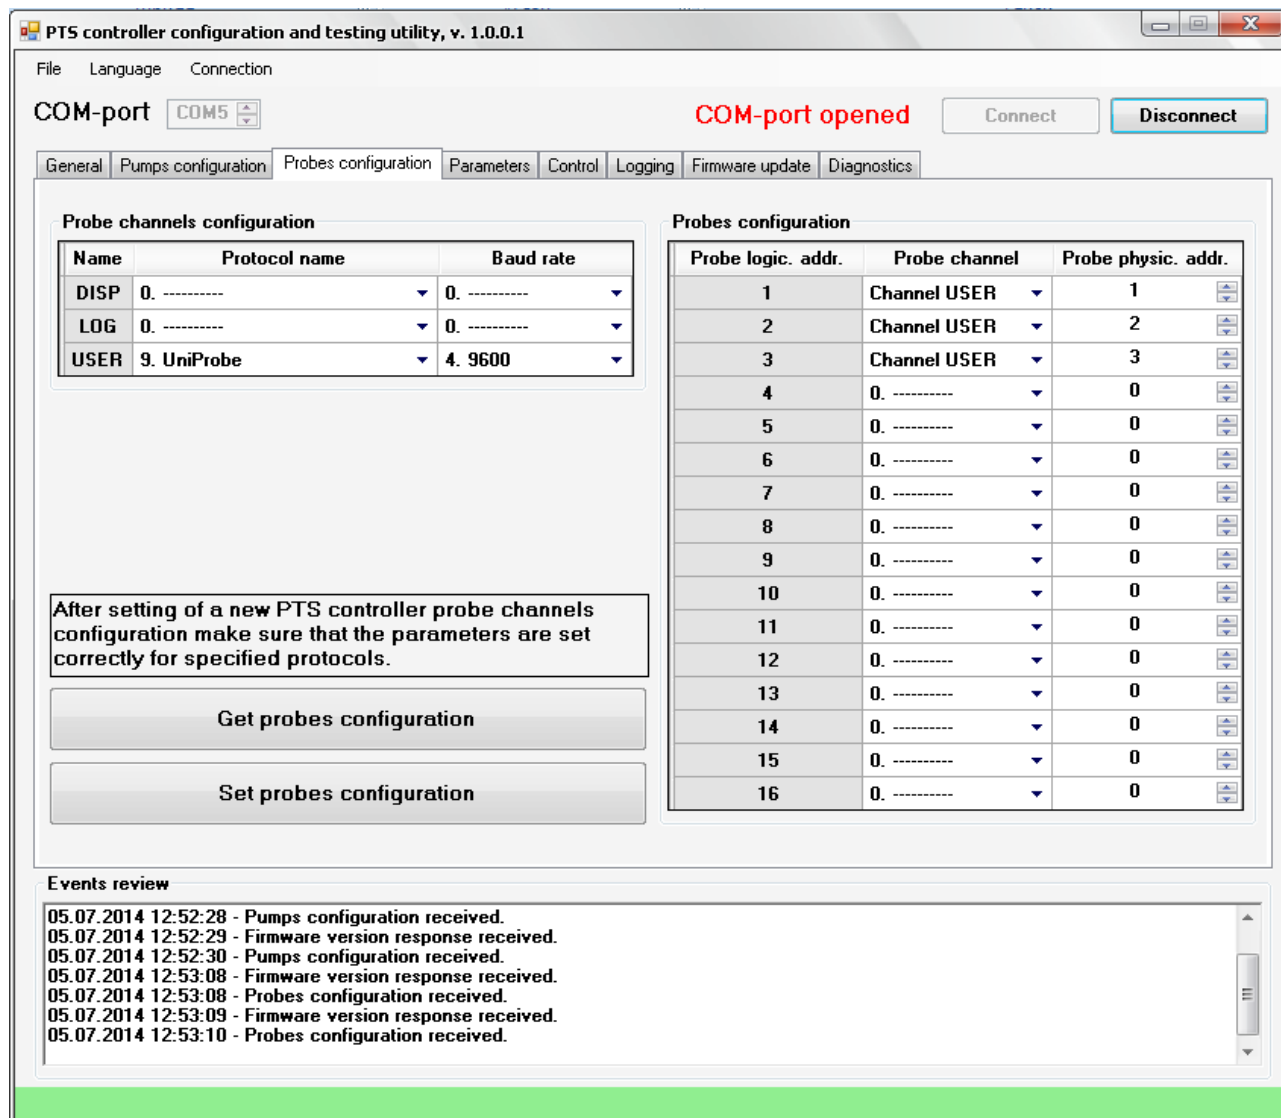 PTS controller configuration and testing utility, v. 1.0.0.1
File Language Connection
COM-port COM5 COM-port opened Connect Disconnect
General Pumps configuration Probes configuration Parameters Control Logging Firmware update Diagnostics
Probe channels configuration
Name Protocol name Baud rate
DISP 0. ---------- 0. ----------
LOG 0. ---------- 0. ----------
USER 9. UniProbe 4. 9600
After setting of a new PTS controller probe channels
configuration make sure that the parameters are set
correctly for specified protocols.
Get probes configuration
Set probes configuration
Probes configuration
Probe logic. addr. Probe channel Probe physic. addr.
1 Channel USER 1
2 Channel USER 2
3 Channel USER 3
4 0. ---------- 0
5 0. ---------- 0
6 0. ---------- 0
7 0. ---------- 0
8 0. ---------- 0
9 0. ---------- 0
10 0. ---------- 0
11 0. ---------- 0
12 0. ---------- 0
13 0. ---------- 0
14 0. ---------- 0
15 0. ---------- 0
16 0. ---------- 0
Events review
05.07.2014 12:52:28 - Pumps configuration received.
05.07.2014 12:52:29 - Firmware version response received.
05.07.2014 12:52:30 - Pumps configuration received.
05.07.2014 12:53:08 - Firmware version response received.
05.07.2014 12:53:08 - Probes configuration received.
05.07.2014 12:53:09 - Firmware version response received.
05.07.2014 12:53:10 - Probes configuration received.